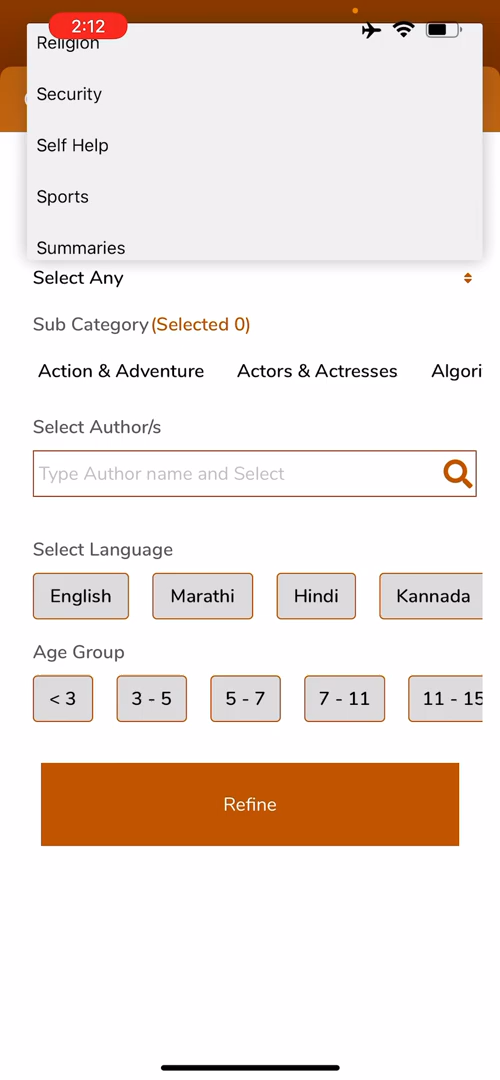 2:12
Religion
Security
Self Help
Sports
Summaries
Select Any
Sub Category(Selected 0)
Action & Adventure Actors & Actresses Algori
Select Author/s
Type Author name and Select
Select Language
English Marathi Hindi Kannada
Age Group
< 3 3 - 5 5 - 7 7 - 11 11 - 15
Refine